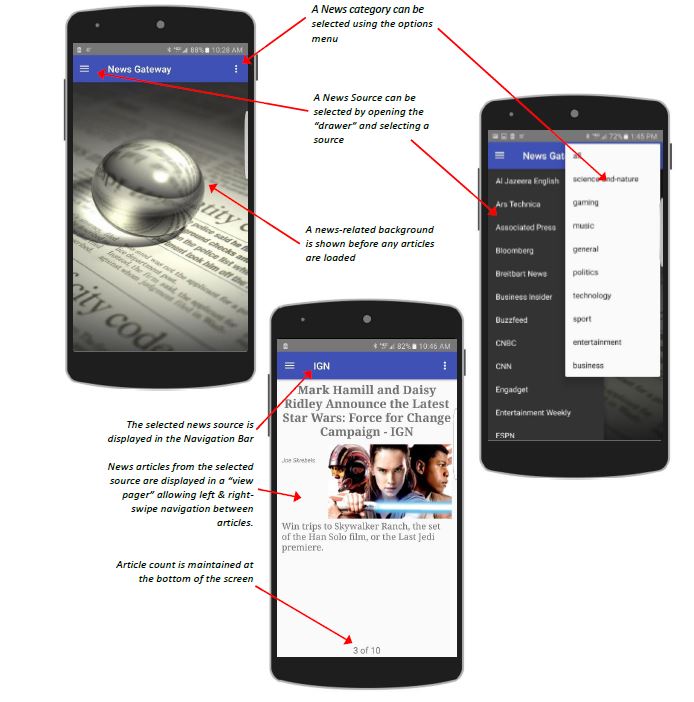 A News category can be
selected using the options
menu
88% 10:28 AM
News Gateway
A News Source can be
selected by opening the
“drawer” and selecting a
source
A news-related background
is shown before any articles
are loaded
city code
72% 1:45 PM
News Gat
all
science-and-nature
gaming
music
general
politics
technology
sport
entertainment
business
Al Jazeera English
Ars Technica
Associated Press
Bloomberg
Breitbart News
Business Insider
Buzzfeed
CNBC
CNN
Engadget
Entertainment Weekly
ESPN
82% 10:46 AM
IGN
Mark Hamill and Daisy
Ridley Announce the Latest
Star Wars: Force for Change
Campaign - IGN
Joe Skrebels
Win trips to Skywalker Ranch, the set
of the Han Solo film, or the Last Jedi
premiere.
3 of 10
The selected news source is
displayed in the Navigation Bar
News articles from the selected
source are displayed in a “view
pager” allowing left & right-
swipe navigation between
articles.
Article count is maintained at
the bottom of the screen